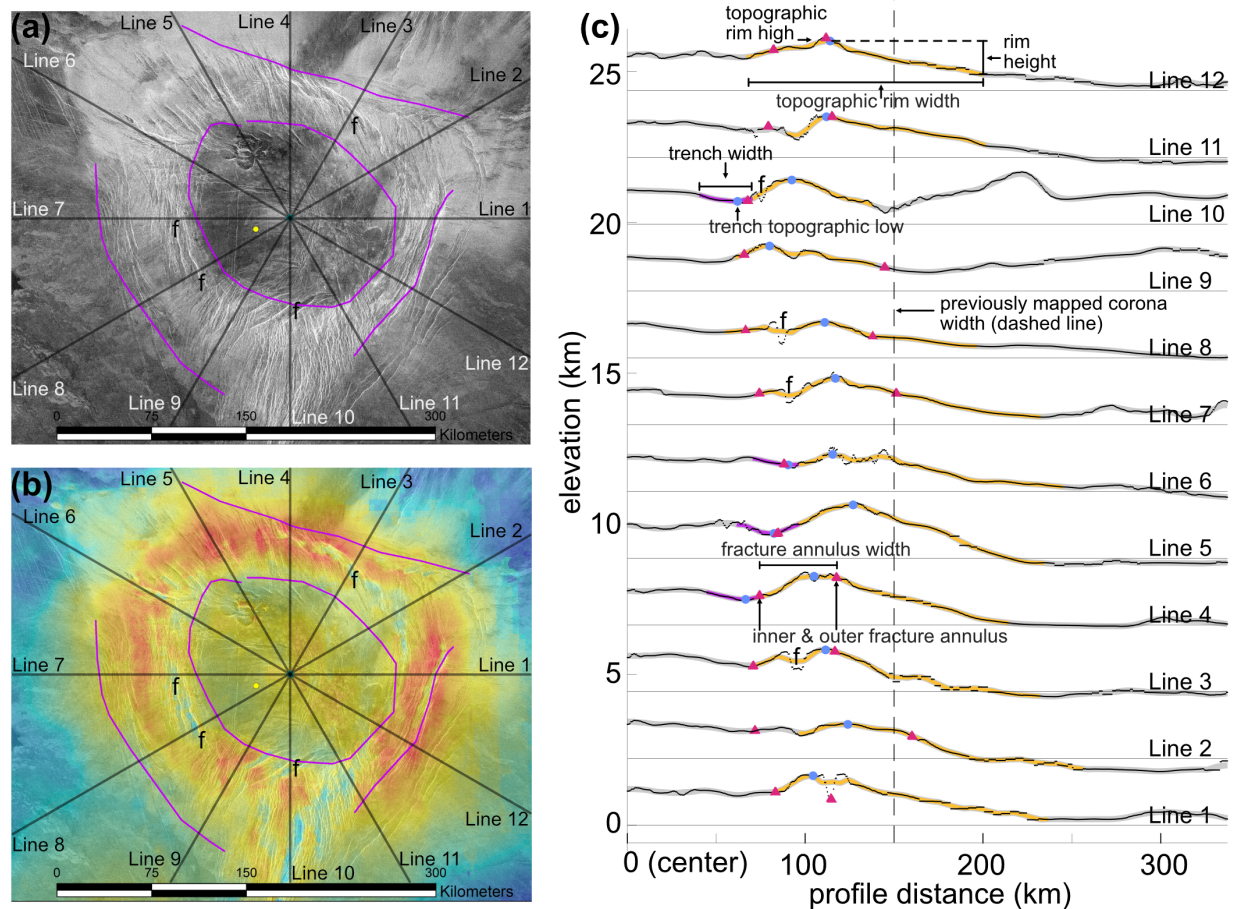 (a)
Line 5
Line 4
Line 3
Line 6
Line 2
f
Line 7
Line 1
f
f
f
Line 12
Line 8
Line 9
Line 10
Line 11
0
75
150
300
Kilometers
(b)
Line 5
Line 4
Line 3
Line 6
Line 2
f
Line 7
Line 1
f
f
f
Line 12
Line 8
Line 9
Line 11
Line 10
0
75
150
300
Kilometers
(c)
topographic
rim high
rim
height
25
Line 12
topographic rim width
Line 11
trench width
f
Line 10
20
trench topographic low
Line 9
previously mapped corona
width (dashed line)
f
Line 8
15
f
Line 7
Line 6
10
Line 5
fracture annulus width
Line 4
inner & outer fracture annulus
5
f
Line 3
Line 2
Line 1
0
elevation (km)
0 (center)
100
200
300
profile distance (km)